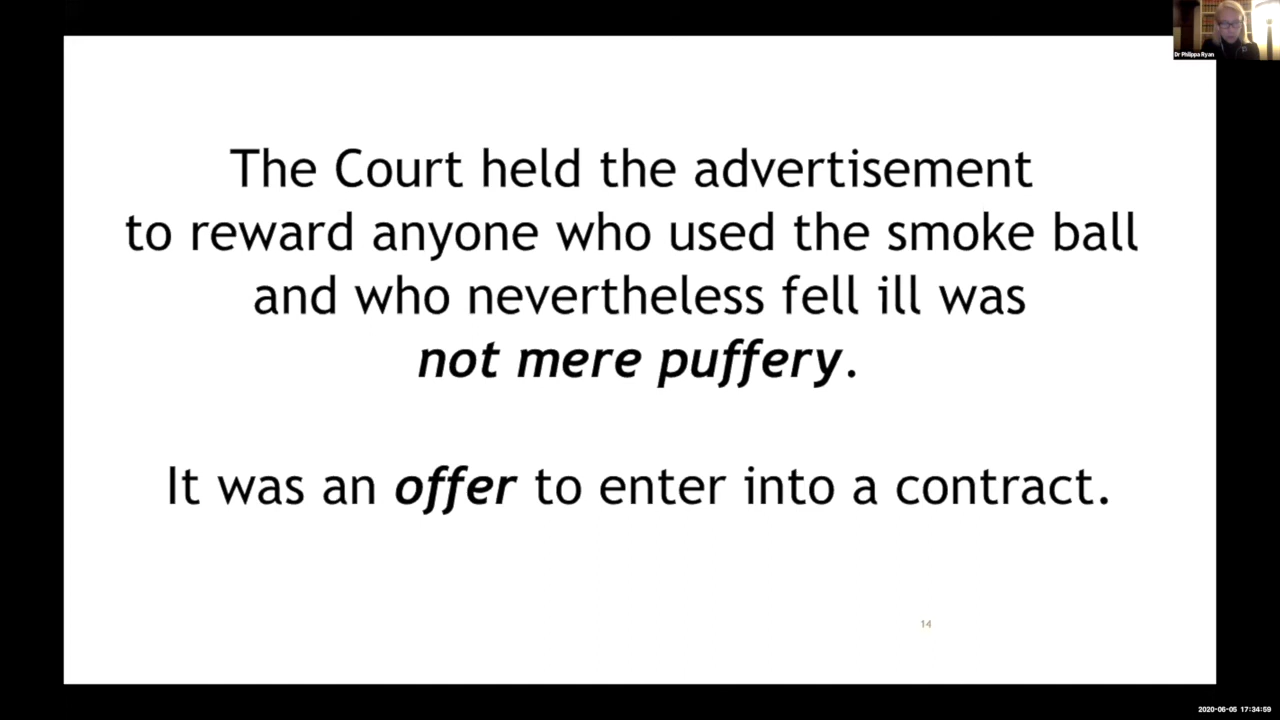 Dr Philippa Ryan
The Court held the advertisement
to reward anyone who used the smoke ball
and who nevertheless fell ill was
not mere puffery.
It was an offer to enter into a contract.
14
2020-06-05 17:34:59